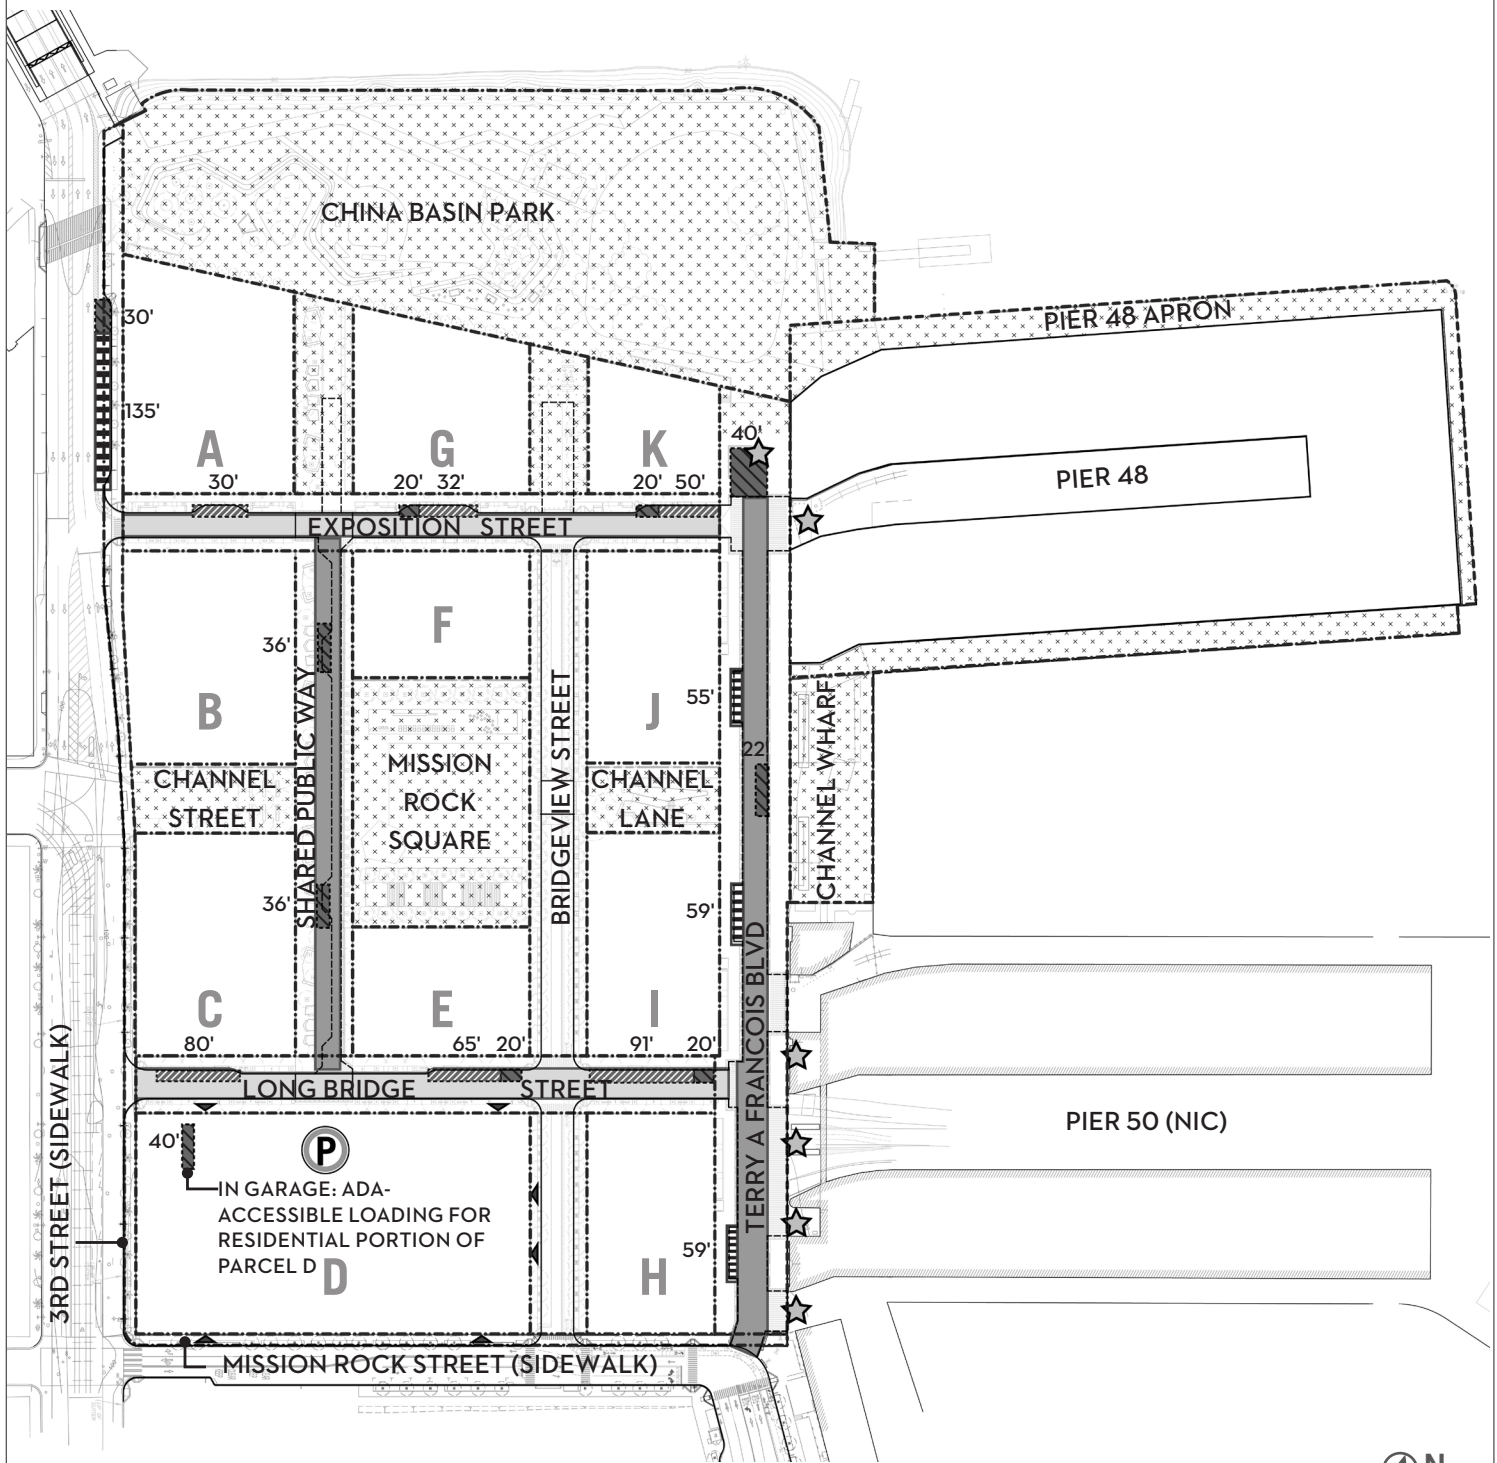 CHINA BASIN PARK
PIER 48 APRON
30'
135'
40'
A
G
K
30'
20' 32'
20' 50'
PIER 48
EXPOSITION STREET
F
36'
B
J
55'
SHARED PUBLIC WAY
BRIDGEVIEW STREET
CHANNEL WHARF
22
MISSION
ROCK
SQUARE
CHANNEL
STREET
CHANNEL
LANE
36'
59'
TERRY A FRANCOIS BLVD
C
E
I
80'
65' 20'
91' 20'
LONG BRIDGE STREET
3RD STREET (SIDEWALK)
PIER 50 (NIC)
40'
P
IN GARAGE: ADA-
ACCESSIBLE LOADING FOR
RESIDENTIAL PORTION OF
PARCEL D
D
59'
H
MISSION ROCK STREET (SIDEWALK)
N